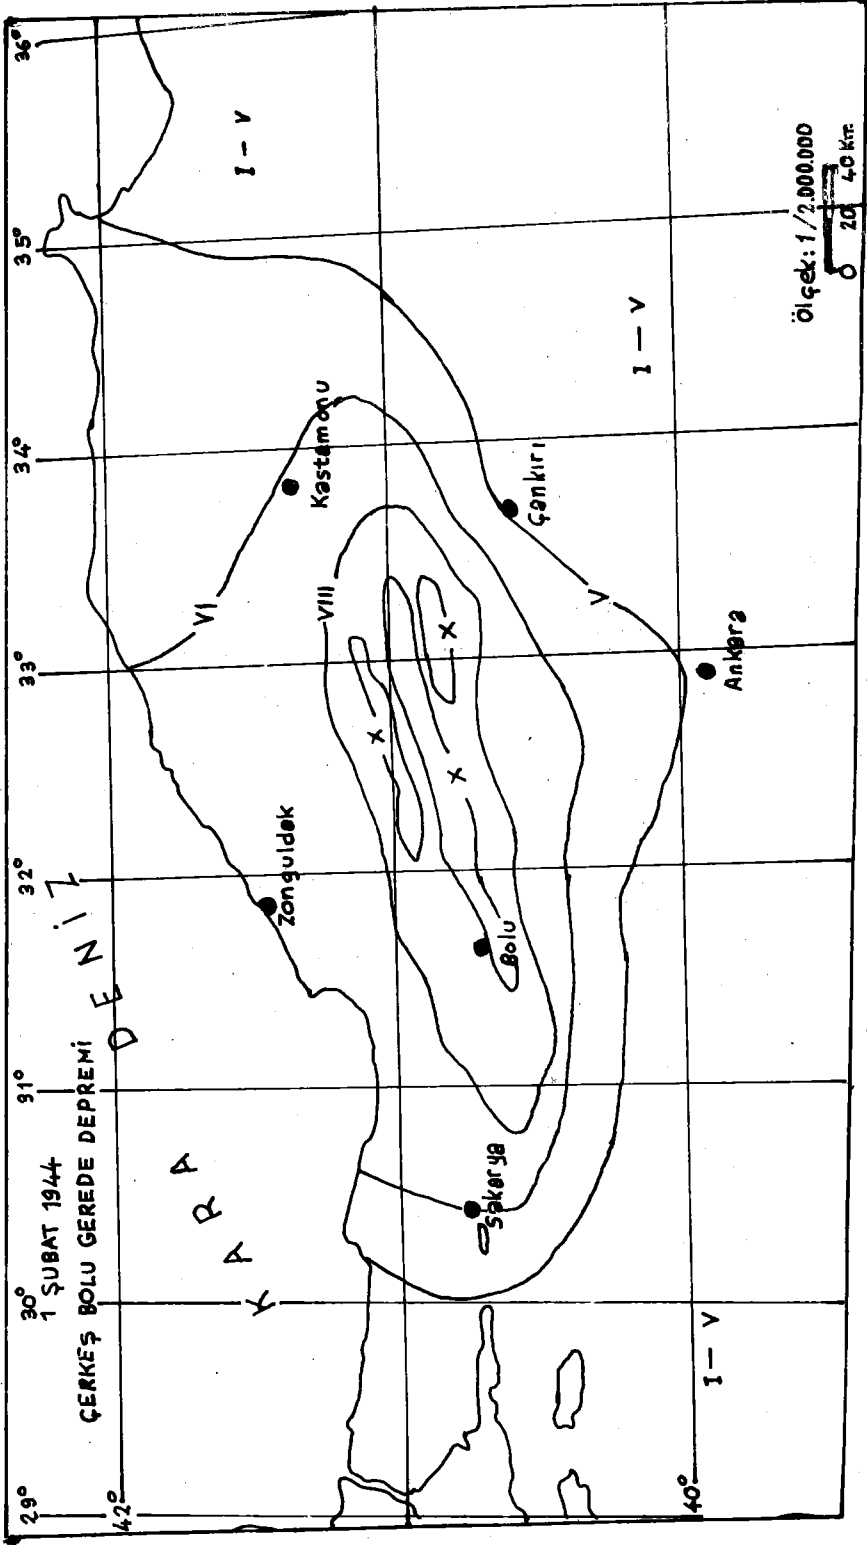 1 ŞUBAT 1944
ÇERKEŞ BOLU GEREDE DEPREMİ
29°
30°
31°
32°
33°
34°
35°
36°
42°
40°
KARA DENİZ
Zonguldak
Kastamonu
Çankırı
Ankara
Bolu
Sakarya
VI
VIII
X
X
X
V
I - V
I - V
I - V
Ölçek: 1/2.000.000
0 20 40 Km.